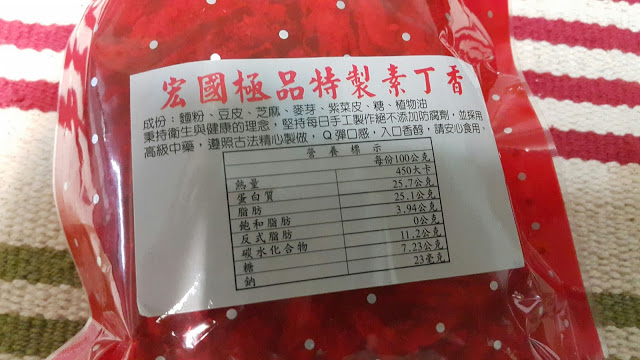 宏國極品特製素丁香
成份：麵粉、豆皮、芝麻、麥芽、紫菜皮、糖、植物油
秉持衛生與健康的理念，堅持每日手工製作絕不添加防腐劑，並採用
高級中藥，遵照古法精心製做，Q彈口感，入口香醇，請安心食用。
營養標示
每份100公克
熱量 450大卡
蛋白質 25.7公克
脂肪 25.1公克
飽和脂肪 3.94公克
反式脂肪 0公克
碳水化合物 11.2公克
糖 7.23公克
鈉 23毫克